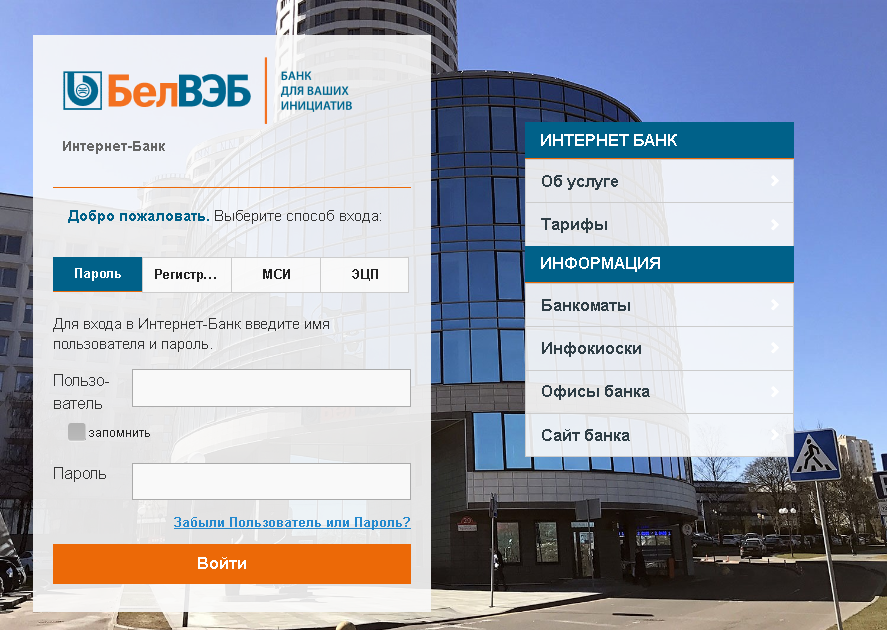 БелВЭБ
БАНК
ДЛЯ ВАШИХ
ИНИЦИАТИВ
Интернет-Банк
Добро пожаловать. Выберите способ входа:
Пароль Регистр... МСИ ЭЦП
Для входа в Интернет-Банк введите имя
пользователя и пароль.
Пользо-
ватель
запомнить
Пароль
Забыли Пользователь или Пароль?
Войти
ИНТЕРНЕТ БАНК
Об услуге
Тарифы
ИНФОРМАЦИЯ
Банкоматы
Инфокиоски
Офисы банка
Сайт банка